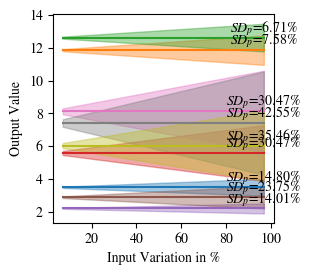 14
12
10
8
6
4
2
Output Value
SD_p=6.71%
SD_p=7.58%
SD_p=30.47%
SD_p=42.55%
SD_p=35.46%
SD_p=30.47%
SD_p=14.80%
SD_p=23.75%
SD_p=14.01%
20 40 60 80 100
Input Variation in %